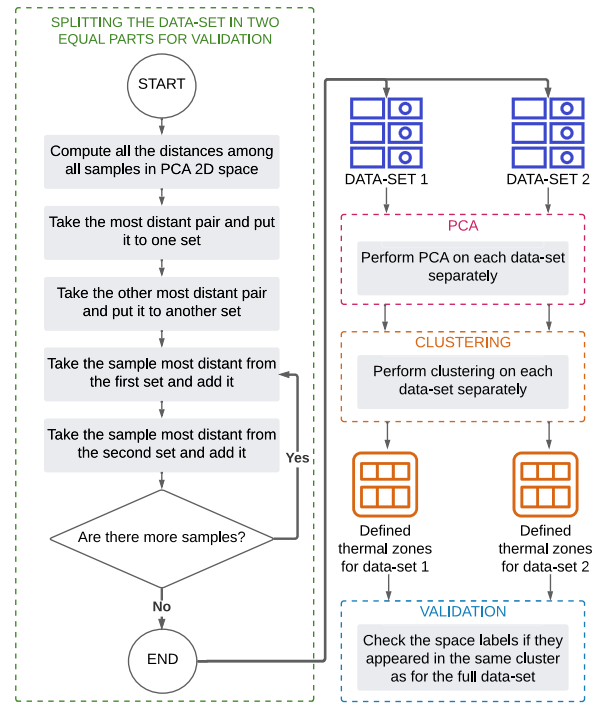 SPLITTING THE DATA-SET IN TWO
EQUAL PARTS FOR VALIDATION
START
Compute all the distances among
all samples in PCA 2D space
Take the most distant pair and put
it to one set
Take the other most distant pair
and put it to another set
Take the sample most distant from
the first set and add it
Take the sample most distant from
the second set and add it
Yes
Are there more samples?
No
END
DATA-SET 1
DATA-SET 2
PCA
Perform PCA on each data-set
separately
CLUSTERING
Perform clustering on each
data-set separately
Defined
thermal zones
for data-set 1
Defined
thermal zones
for data-set 2
VALIDATION
Check the space labels if they
appeared in the same cluster
as for the full data-set